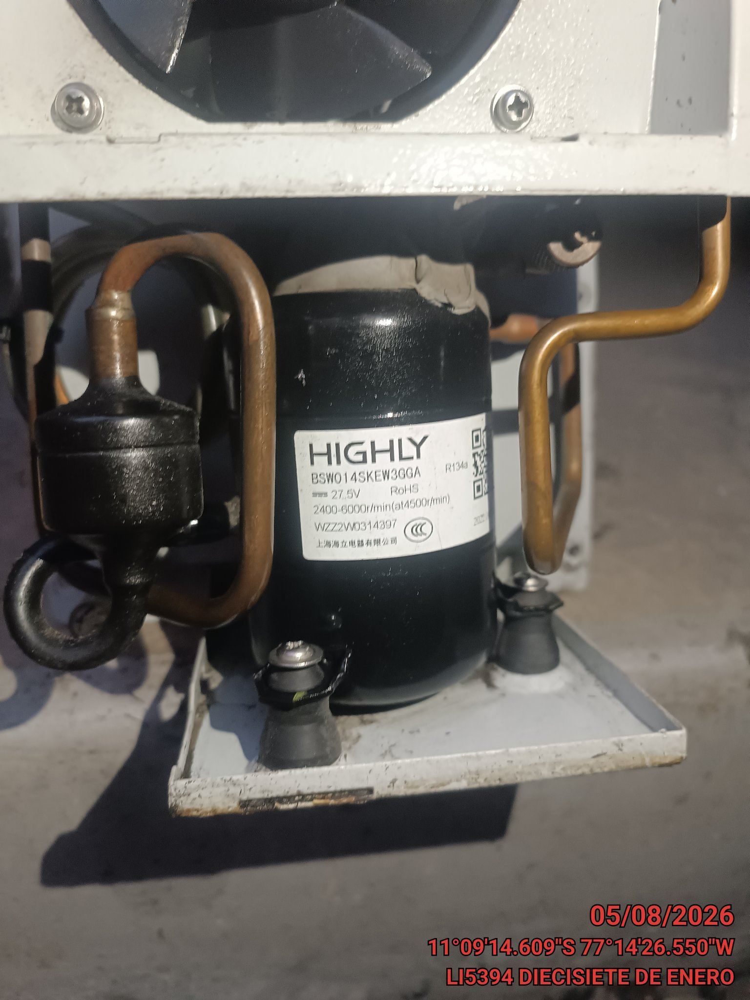 HIGHLY
BSW014SKEW3GGA
R134a
27.5V RoHS
2400-6000r/min(at4500r/min)
WZZ2W0314397
CCC
上海海立电器有限公司
05/08/2026
11°09'14.609"S 77°14'26.550"W
LI5394 DIECISIETE DE ENERO